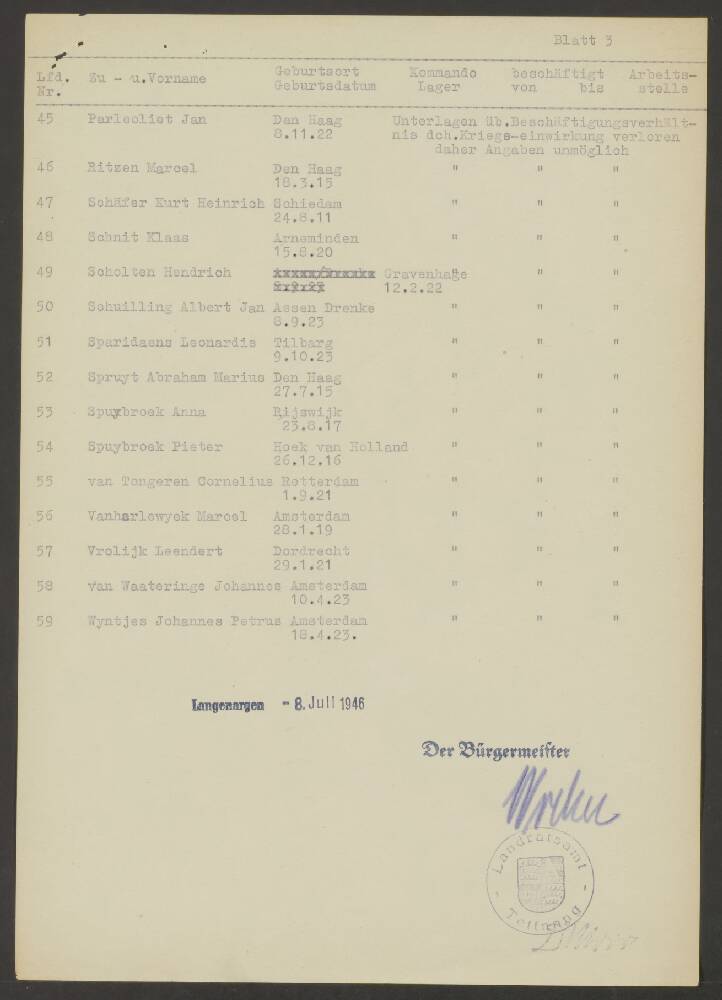 Blatt 3
Lfd. Nr. Zu - u.Vorname Geburtsort Geburtsdatum Kommando Lager beschäftigt von bis Arbeits- stelle
45 Parleoliet Jan Den Haag Unterlagen üb.Beschäftigungsverhält-
8.11.22 nis dch.Kriegs-einwirkung verloren
daher Angaben unmöglich
46 Ritzen Marcel Den Haag " " "
18.3.15
47 Schäfer Kurt Heinrich Schiedam " " "
24.8.11
48 Schnit Klaas Arneminden " " "
15.8.20
49 Scholten Hendrich Gravenhage " " "
12.2.22
50 Schuilling Albert Jan Assen Drenke " " "
8.9.23
51 Sparidaens Leonardis Tilbarg " " "
9.10.23
52 Spruyt Abraham Marius Den Haag " " "
27.7.15
53 Spuybroek Anna Rijswijk " " "
23.8.17
54 Spuybroek Pieter Hoek van Holland " " "
26.12.16
55 van Tongeren Cornelius Rotterdam " " "
1.9.21
56 Vanharlewyek Marcel Amsterdam " " "
28.1.19
57 Vrolijk Leendert Dordrecht " " "
29.1.21
58 van Waateringe Johannes Amsterdam " " "
10.4.23
59 Wyntjes Johannes Petrus Amsterdam " " "
18.4.23.
Langenargen - 8. Juli 1946
Der Bürgermeister
Landratsamt
Tettnang